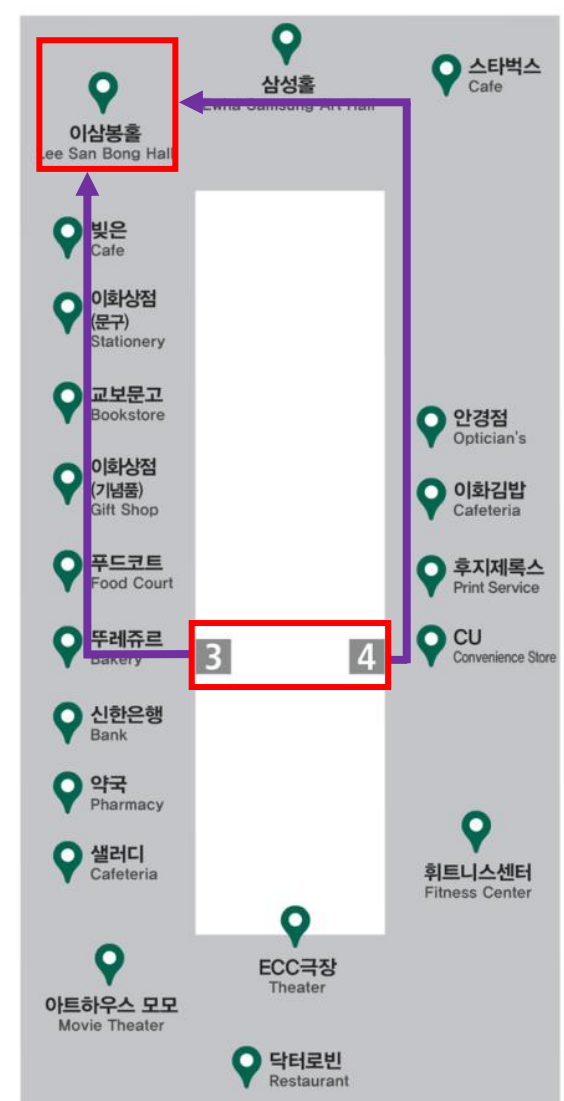 삼성홀
Ewha Samsung Art Hall
스타벅스
Cafe
이삼봉홀
Lee San Bong Hall
빚은
Cafe
이화상점
(문구)
Stationery
교보문고
Bookstore
안경점
Optician's
이화상점
(기념품)
Gift Shop
이화김밥
Cafeteria
푸드코트
Food Court
후지제록스
Print Service
뚜레쥬르
Bakery
3
4
CU
Convenience Store
신한은행
Bank
약국
Pharmacy
샐러디
Cafeteria
휘트니스센터
Fitness Center
ECC극장
Theater
아트하우스 모모
Movie Theater
닥터로빈
Restaurant